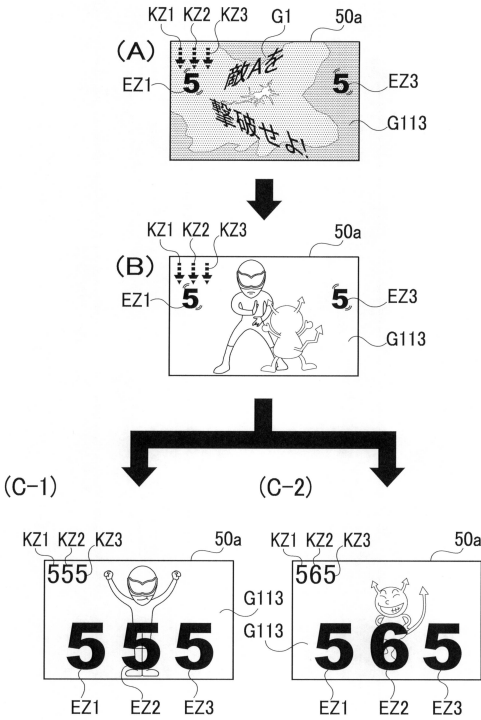 KZ1 KZ2 KZ3 G1 50a
(A)
敵Aを
撃破せよ!
EZ1 5 5 EZ3
G113
KZ1 KZ2 KZ3 50a
(B)
EZ1 5 5 EZ3
G113
(C-1) (C-2)
KZ1 KZ2 KZ3 50a
555
G113
5 5 5
EZ1 EZ2 EZ3
KZ1 KZ2 KZ3 50a
565
G113
5 6 5
EZ1 EZ2 EZ3